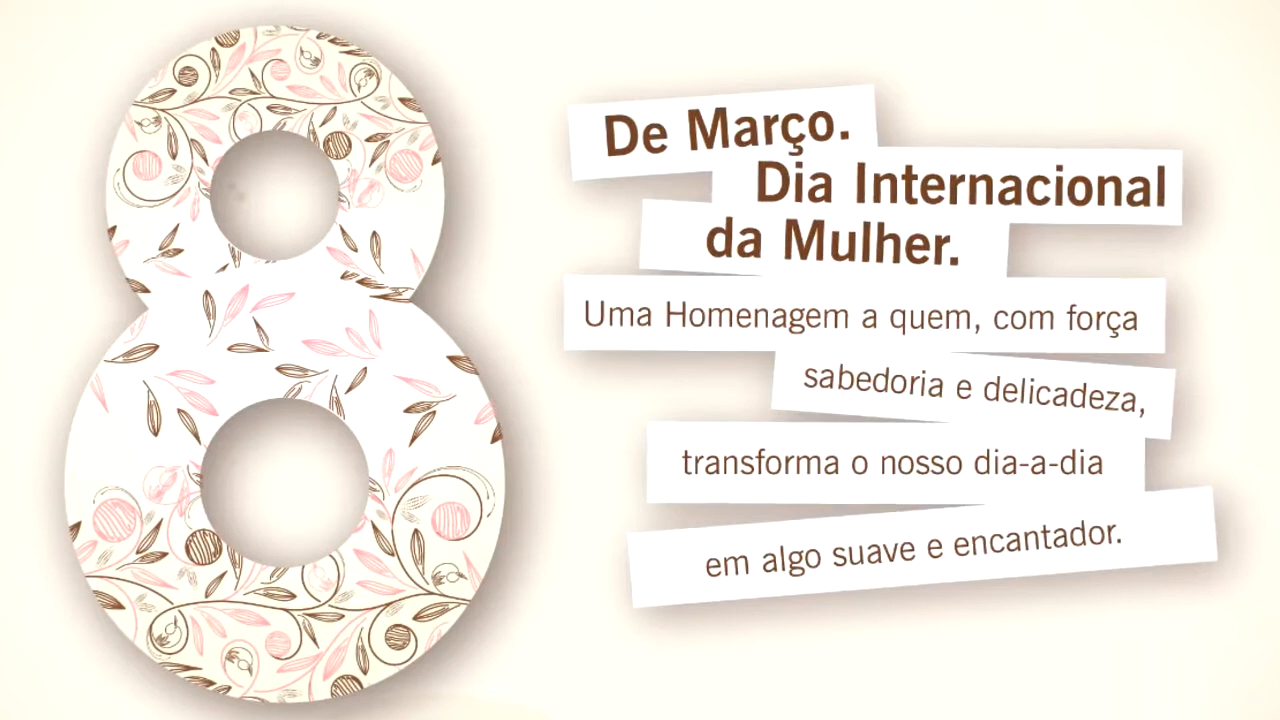 8
De Março.
Dia Internacional
da Mulher.
Uma Homenagem a quem, com força
sabedoria e delicadeza,
transforma o nosso dia-a-dia
em algo suave e encantador.